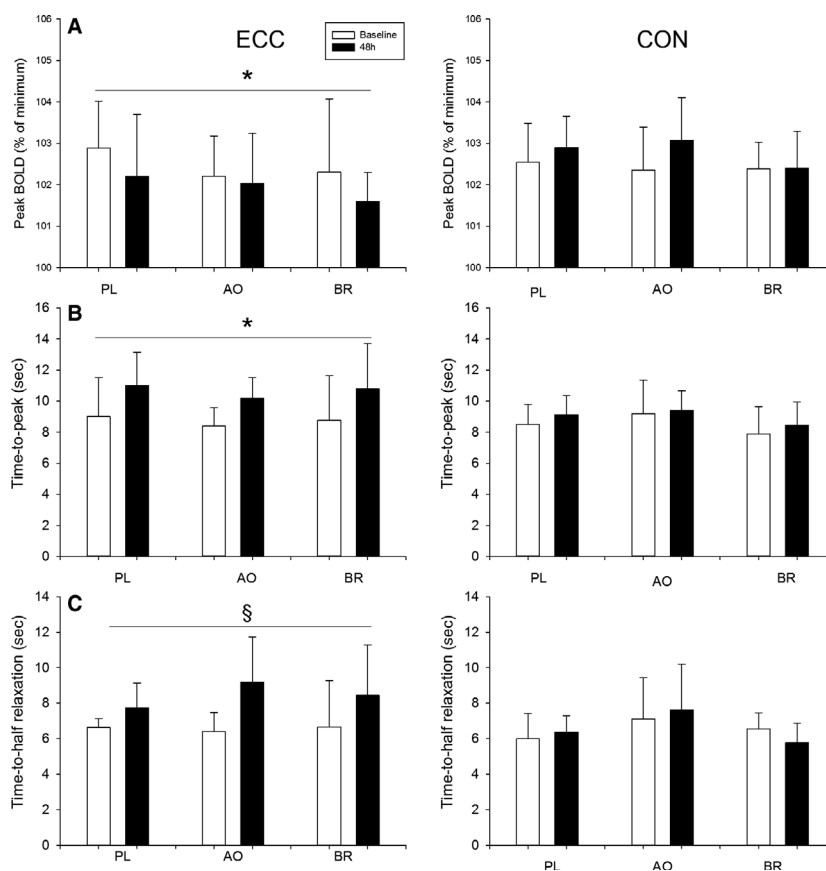 A
ECC
CON
Baseline
48h
*
Peak BOLD (% of minimum)
106
105
104
103
102
101
100
PL AO BR
Peak BOLD (% of minimum)
106
105
104
103
102
101
100
PL AO BR
B
*
Time-to-peak (sec)
16
14
12
10
8
6
4
2
0
PL AO BR
Time-to-peak (sec)
16
14
12
10
8
6
4
2
0
PL AO BR
C
§
Time-to-half relaxation (sec)
14
12
10
8
6
4
2
0
PL AO BR
Time-to-half relaxation (sec)
14
12
10
8
6
4
2
0
PL AO BR